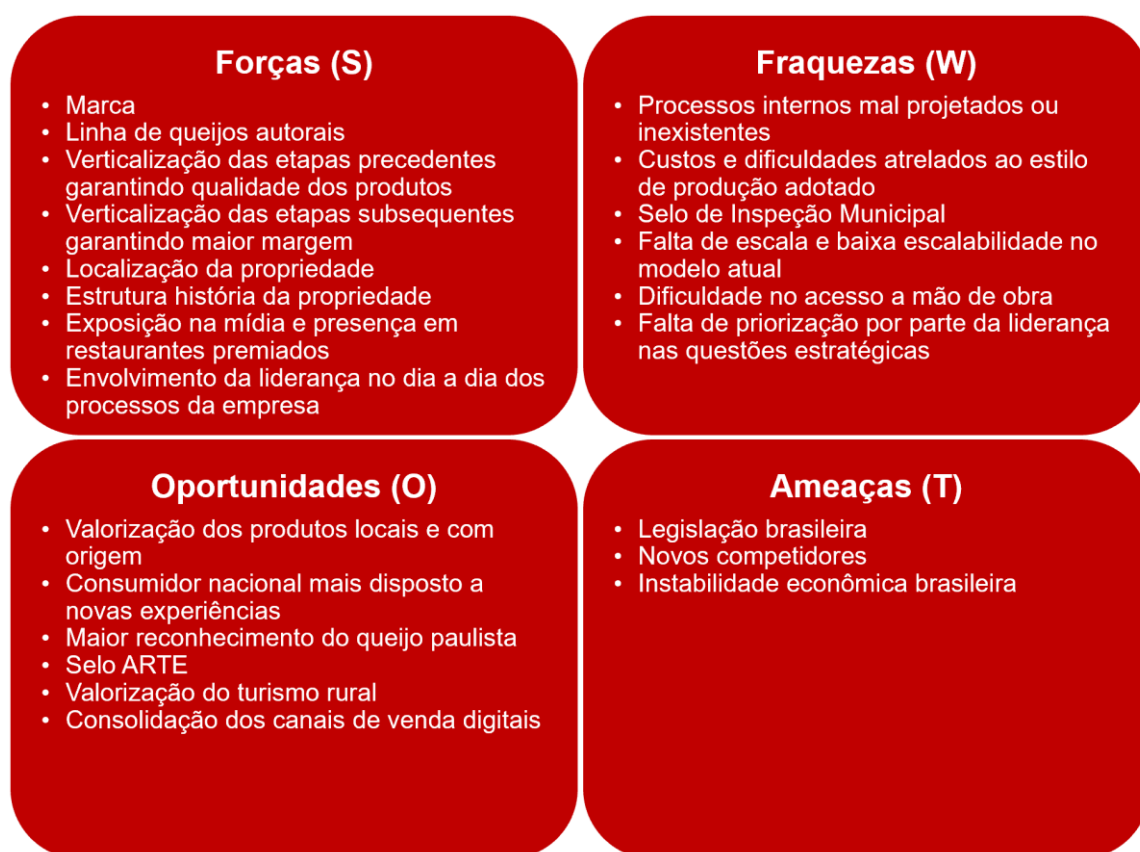 Forças (S)
• Marca
• Linha de queijos autorais
• Verticalização das etapas precedentes
garantindo qualidade dos produtos
• Verticalização das etapas subsequentes
garantindo maior margem
• Localização da propriedade
• Estrutura história da propriedade
• Exposição na mídia e presença em
restaurantes premiados
• Envolvimento da liderança no dia a dia dos
processos da empresa
Fraquezas (W)
• Processos internos mal projetados ou
inexistentes
• Custos e dificuldades atrelados ao estilo
de produção adotado
• Selo de Inspeção Municipal
• Falta de escala e baixa escalabilidade no
modelo atual
• Dificuldade no acesso a mão de obra
• Falta de priorização por parte da liderança
nas questões estratégicas
Oportunidades (O)
• Valorização dos produtos locais e com
origem
• Consumidor nacional mais disposto a
novas experiências
• Maior reconhecimento do queijo paulista
• Selo ARTE
• Valorização do turismo rural
• Consolidação dos canais de venda digitais
Ameaças (T)
• Legislação brasileira
• Novos competidores
• Instabilidade econômica brasileira